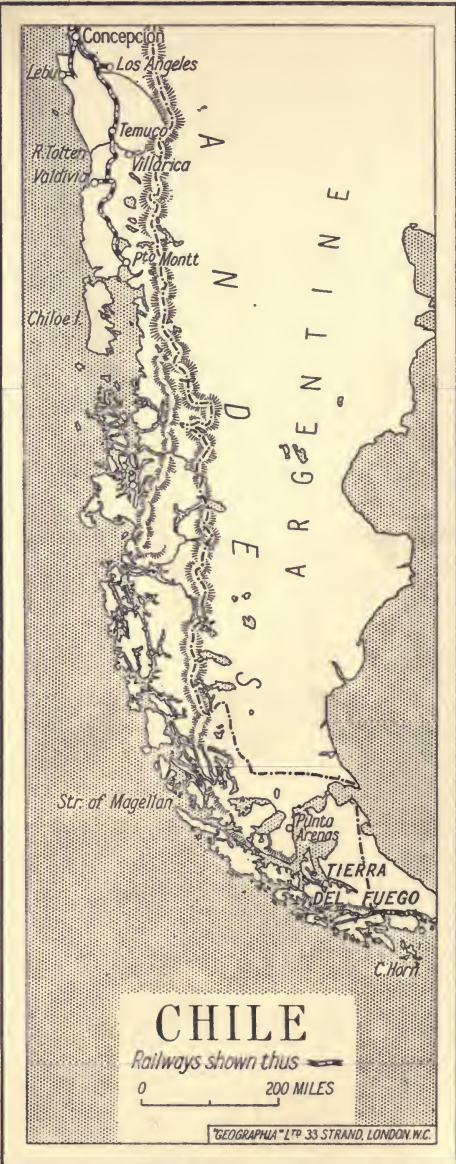 Concepción
Los Angeles
Lebu
Temuco
R. Tolten
Villarica
Valdivia
Pto Montt
Chiloe I.
ANDES
ARGENTINE
Str. of Magellan
Punta
Arenas
TIERRA
DEL FUEGO
C. Horn
CHILE
Railways shown thus
0 200 MILES
"GEOGRAPHIA" LTD 33 STRAND, LONDON. W.C.